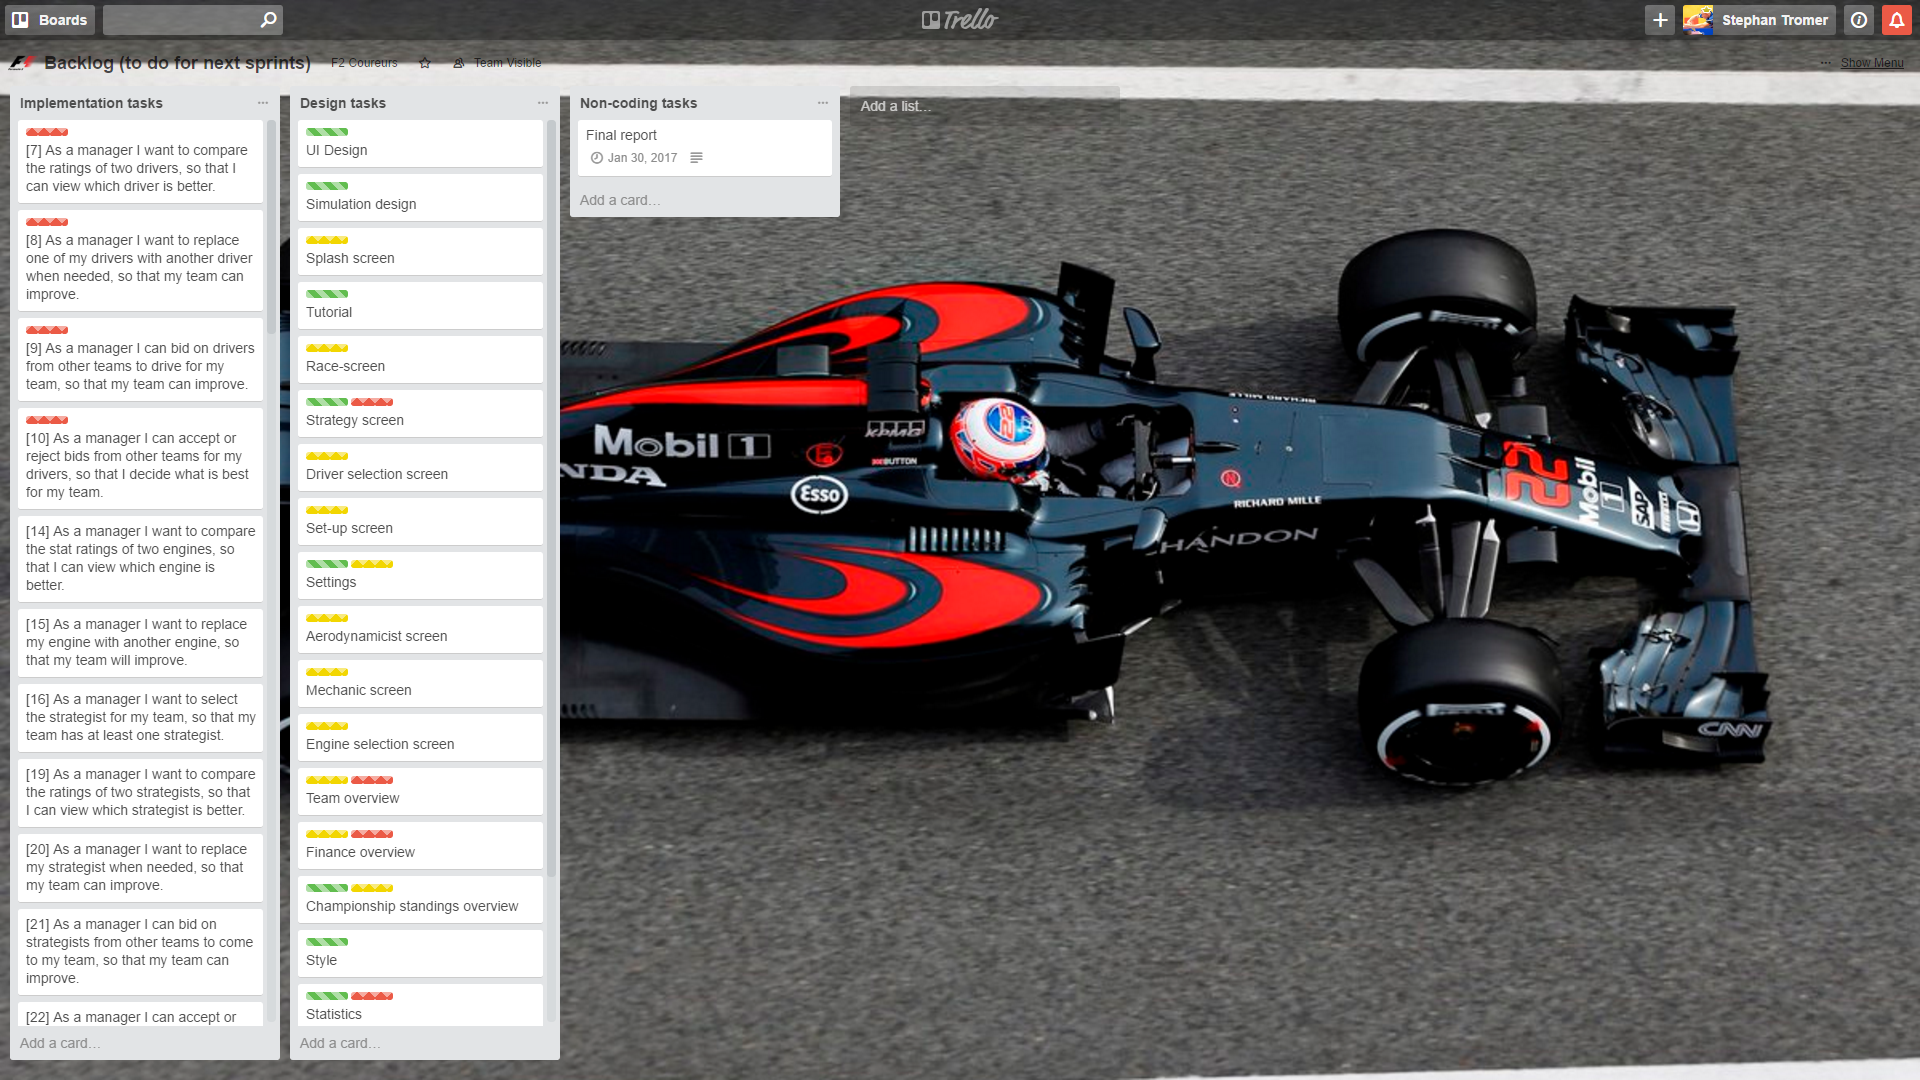 Boards
Trello
Stephan Tromer
Backlog (to do for next sprints)
F2 Coureurs
Team Visible
Show Menu
Implementation tasks
[7] As a manager I want to compare
the ratings of two drivers, so that I
can view which driver is better.
[8] As a manager I want to replace
one of my drivers with another driver
when needed, so that my team can
improve.
[9] As a manager I can bid on drivers
from other teams to drive for my
team, so that my team can improve.
[10] As a manager I can accept or
reject bids from other teams for my
drivers, so that I decide what is best
for my team.
[14] As a manager I want to compare
the stat ratings of two engines, so
that I can view which engine is
better.
[15] As a manager I want to replace
my engine with another engine, so
that my team will improve.
[16] As a manager I want to select
the strategist for my team, so that my
team has at least one strategist.
[19] As a manager I want to compare
the ratings of two strategists, so that
I can view which strategist is better.
[20] As a manager I want to replace
my strategist when needed, so that
my team can improve.
[21] As a manager I can bid on
strategists from other teams to come
to my team, so that my team can
improve.
[22] As a manager I can accept or
Add a card…
Design tasks
UI Design
Simulation design
Splash screen
Tutorial
Race-screen
Strategy screen
Driver selection screen
Set-up screen
Settings
Aerodynamicist screen
Mechanic screen
Engine selection screen
Team overview
Finance overview
Championship standings overview
Style
Statistics
Add a card…
Non-coding tasks
Final report
Jan 30, 2017
Add a card…
Add a list…
RICHARD MILLE
Mobil 1
KPMG
BUTTON
NDA
Esso
22
RICHARD MILLE
CHANDON
22
Mobil 1
SAP
CNN